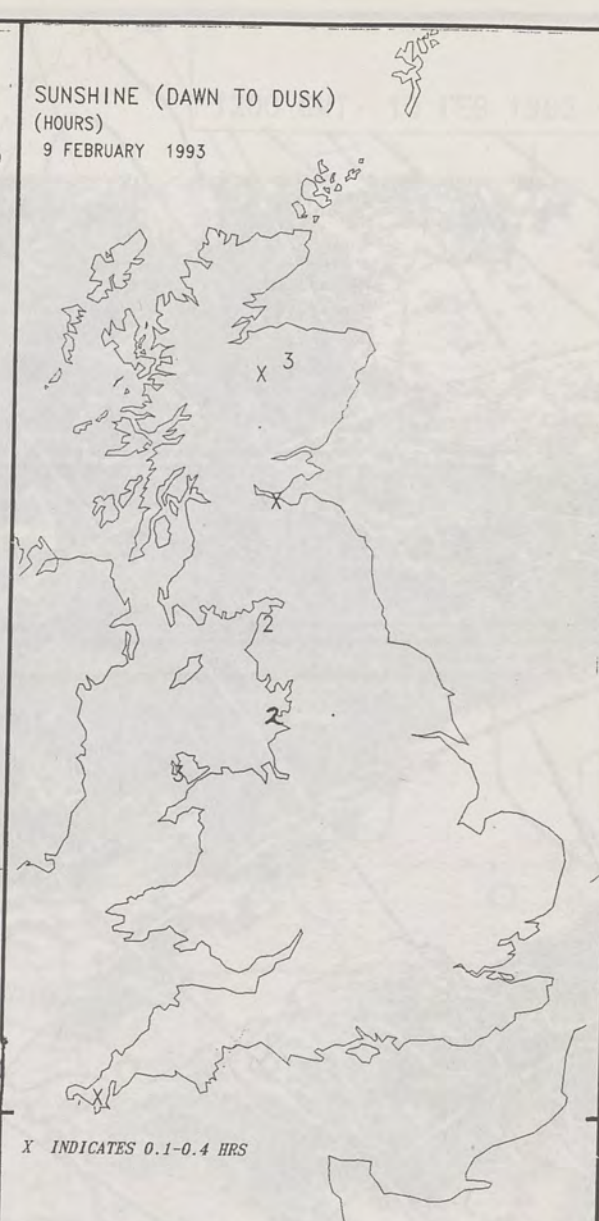 SUNSHINE (DAWN TO DUSK)
(HOURS)
9 FEBRUARY 1993
X 3
X
2
2
3
X
X INDICATES 0.1-0.4 HRS